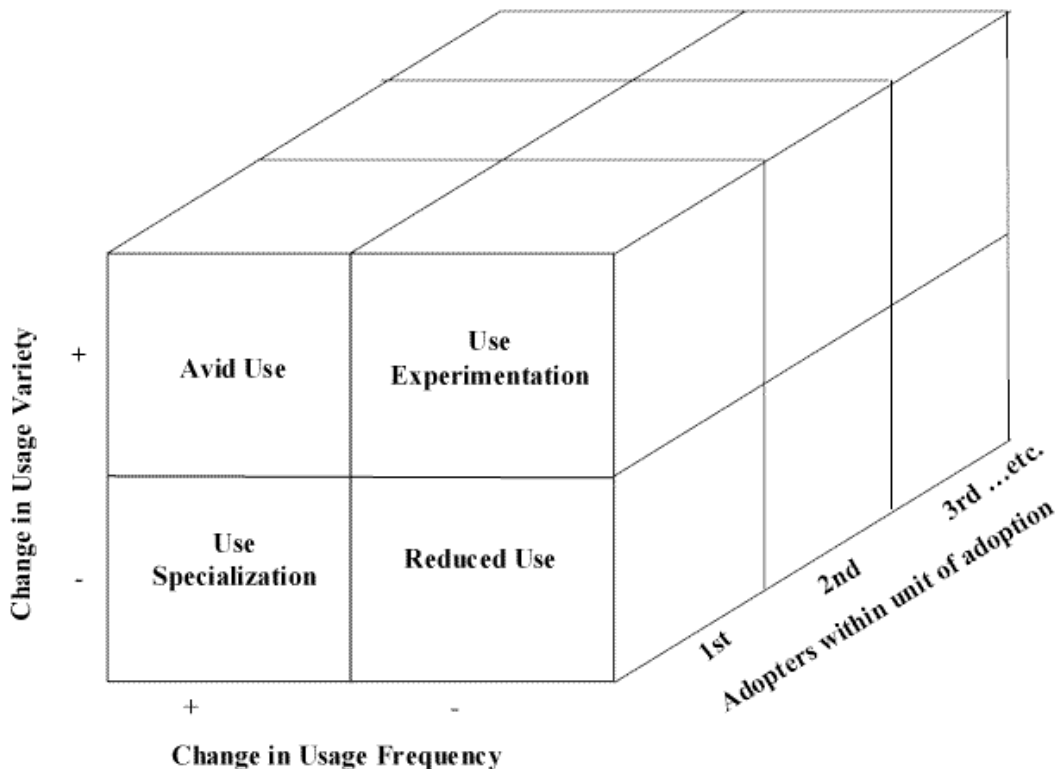 Change in Usage Variety
+
-
Avid Use
Use
Experimentation
Use
Specialization
Reduced Use
+
-
Change in Usage Frequency
1st
2nd
3rd ...etc.
Adopters within unit of adoption